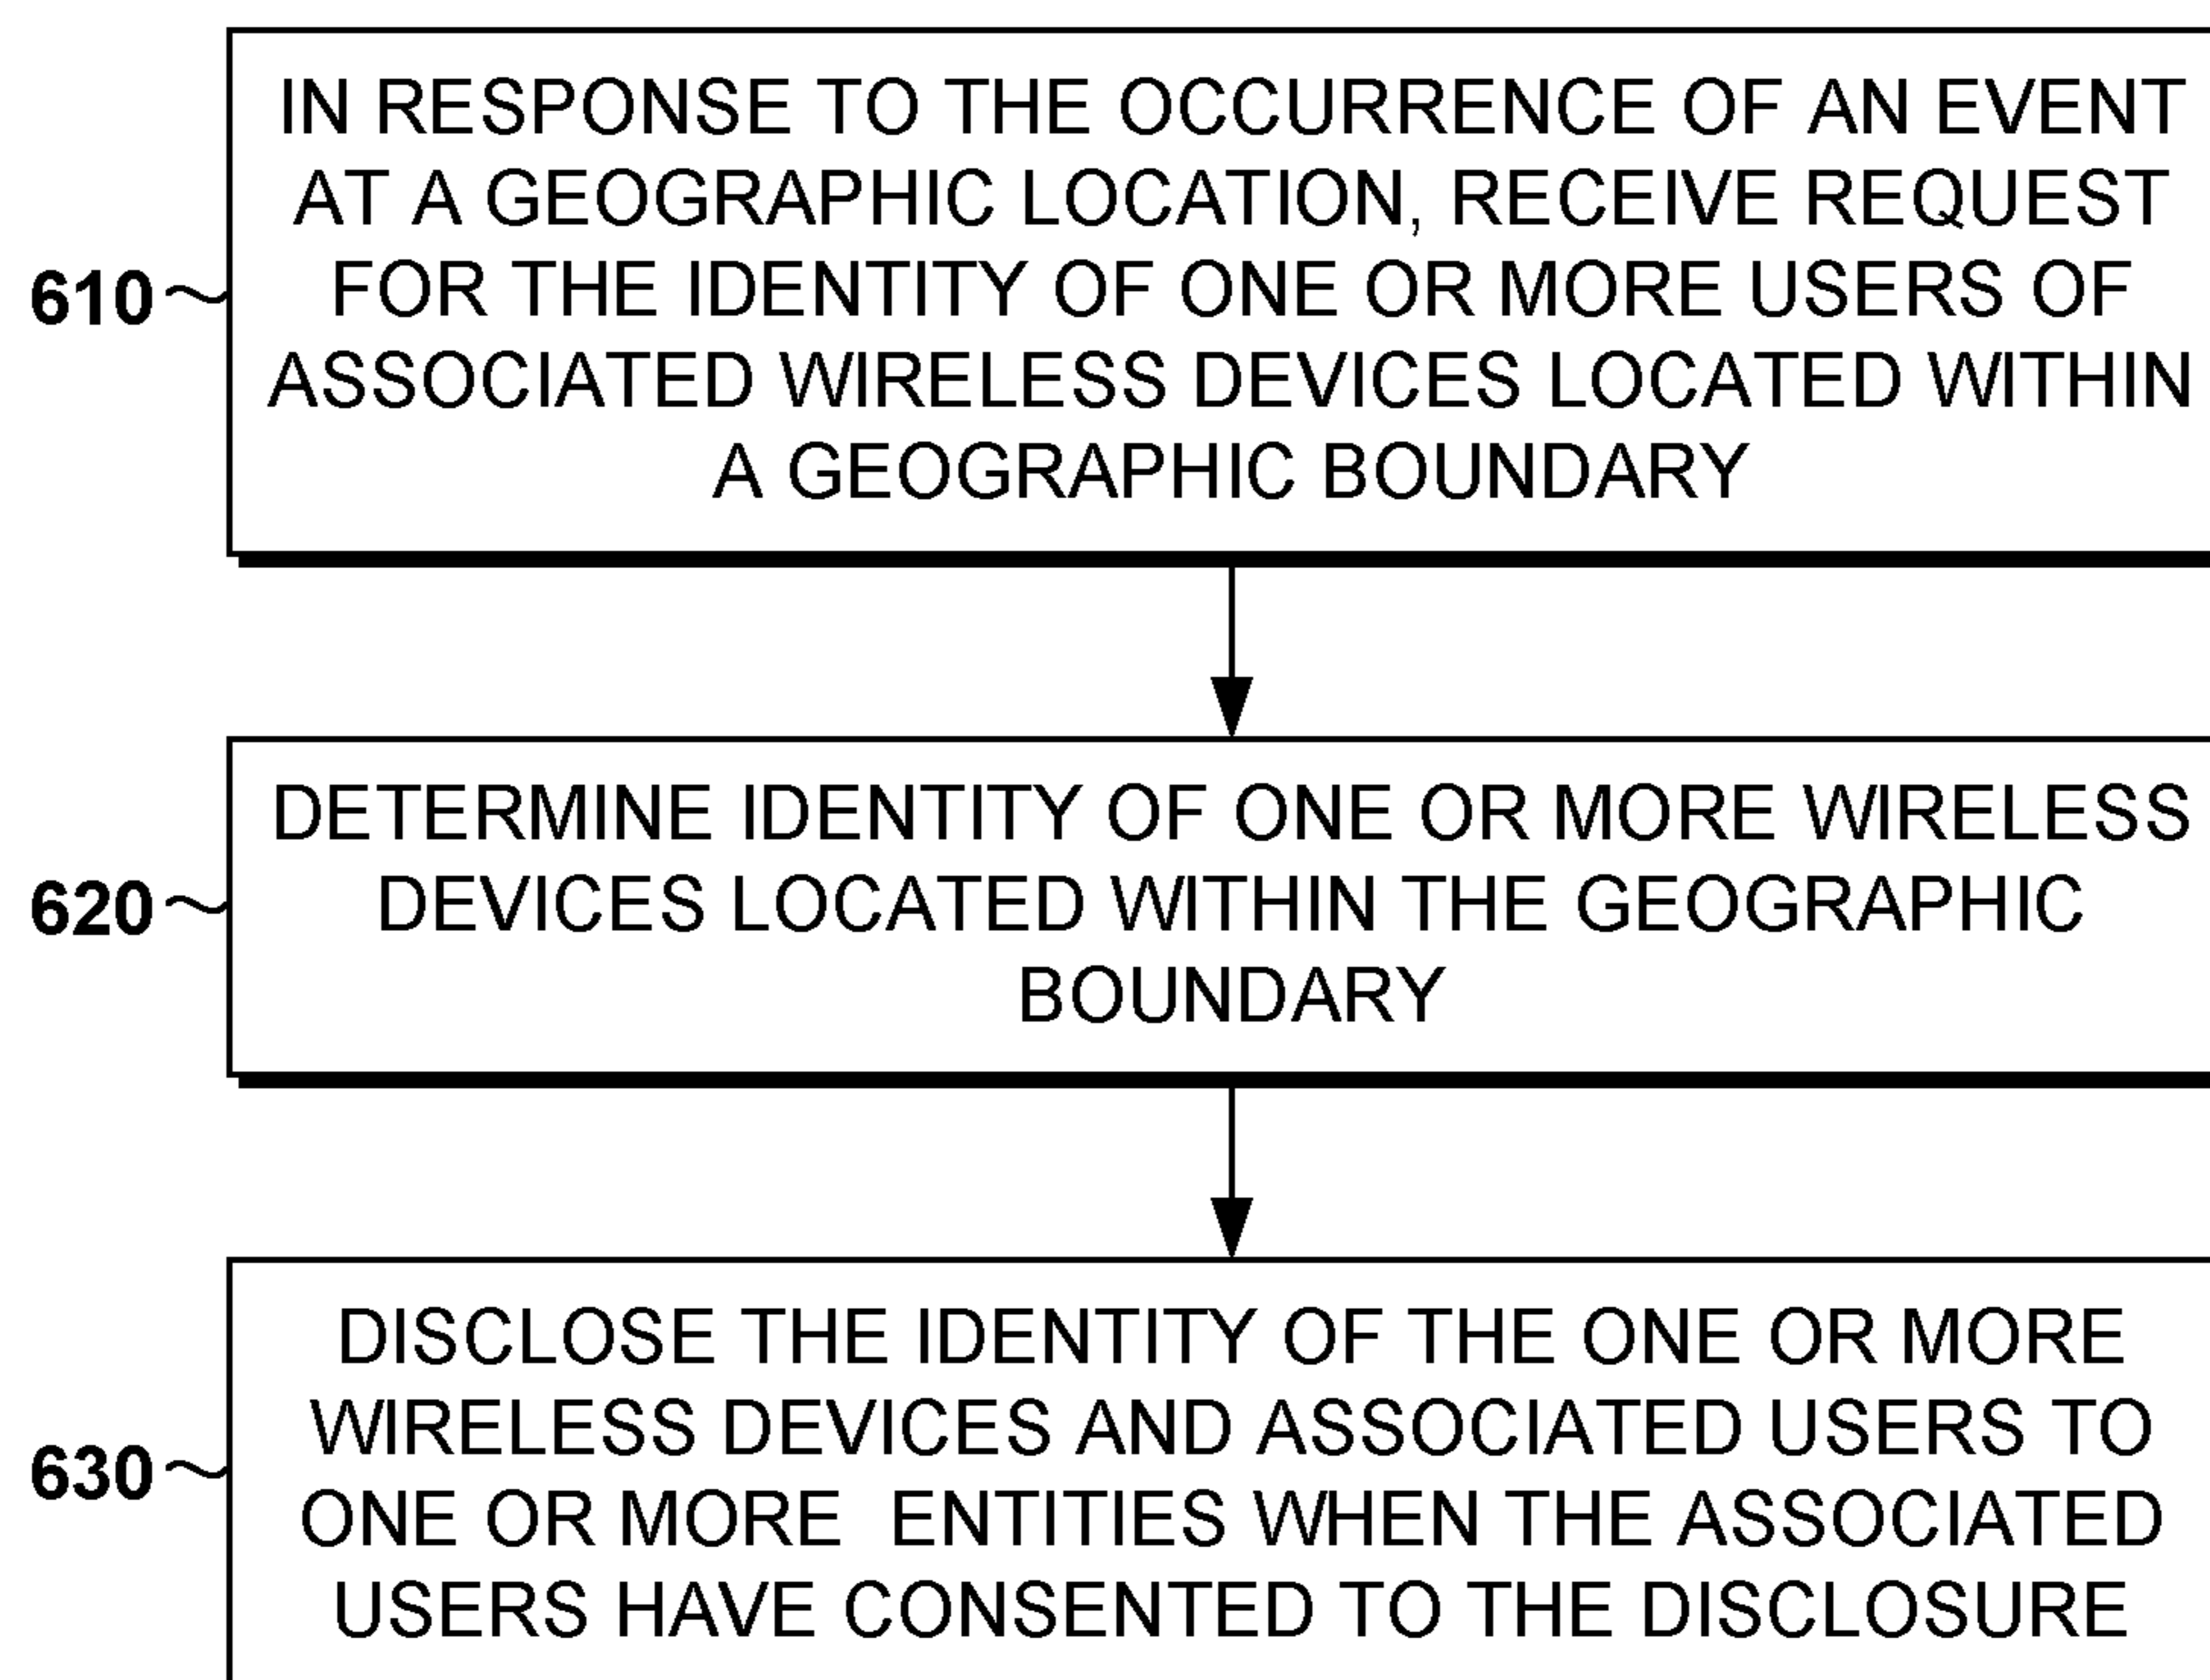 IN RESPONSE TO THE OCCURRENCE OF AN EVENT
AT A GEOGRAPHIC LOCATION, RECEIVE REQUEST
FOR THE IDENTITY OF ONE OR MORE USERS OF
ASSOCIATED WIRELESS DEVICES LOCATED WITHIN
A GEOGRAPHIC BOUNDARY
610
DETERMINE IDENTITY OF ONE OR MORE WIRELESS
DEVICES LOCATED WITHIN THE GEOGRAPHIC
BOUNDARY
620
DISCLOSE THE IDENTITY OF THE ONE OR MORE
WIRELESS DEVICES AND ASSOCIATED USERS TO
ONE OR MORE ENTITIES WHEN THE ASSOCIATED
USERS HAVE CONSENTED TO THE DISCLOSURE
630